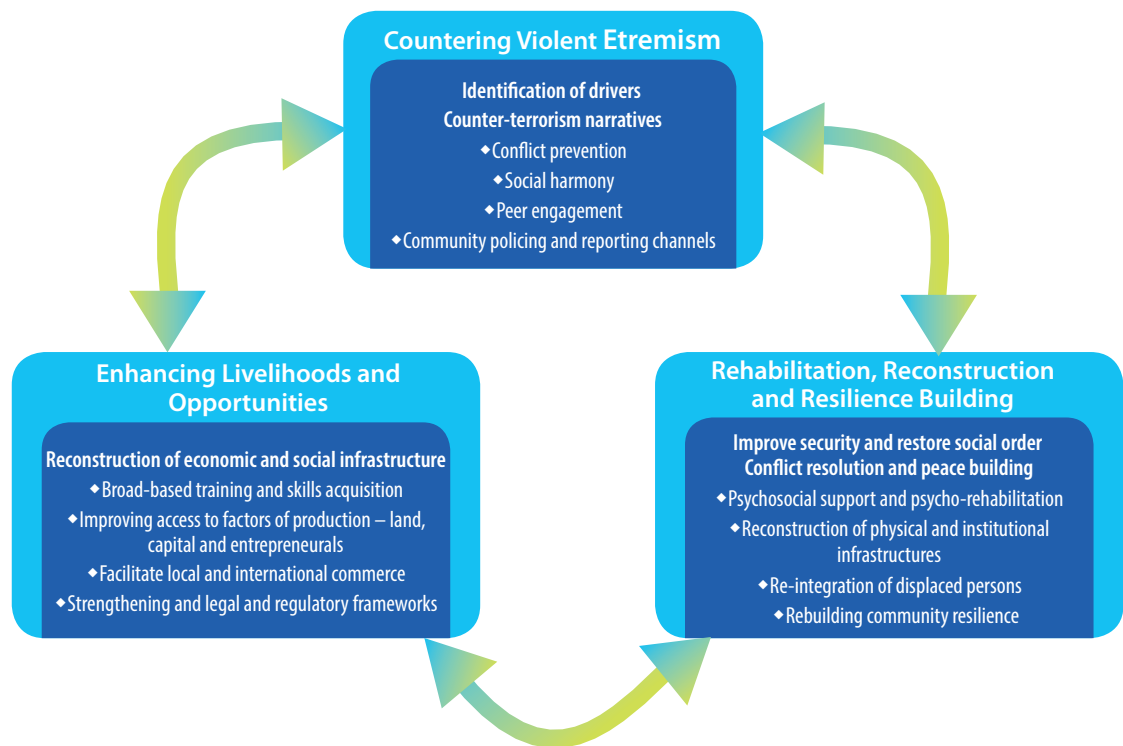 Countering Violent Etremism
Identification of drivers
Counter-terrorism narratives
◆Conflict prevention
◆Social harmony
◆Peer engagement
◆Community policing and reporting channels
Enhancing Livelihoods and
Opportunities
Reconstruction of economic and social infrastructure
◆Broad-based training and skills acquisition
◆Improving access to factors of production – land,
capital and entrepreneurals
◆Facilitate local and international commerce
◆Strengthening and legal and regulatory frameworks
Rehabilitation, Reconstruction
and Resilience Building
Improve security and restore social order
Conflict resolution and peace building
◆Psychosocial support and psycho-rehabilitation
◆Reconstruction of physical and institutional
infrastructures
◆Re-integration of displaced persons
◆Rebuilding community resilience